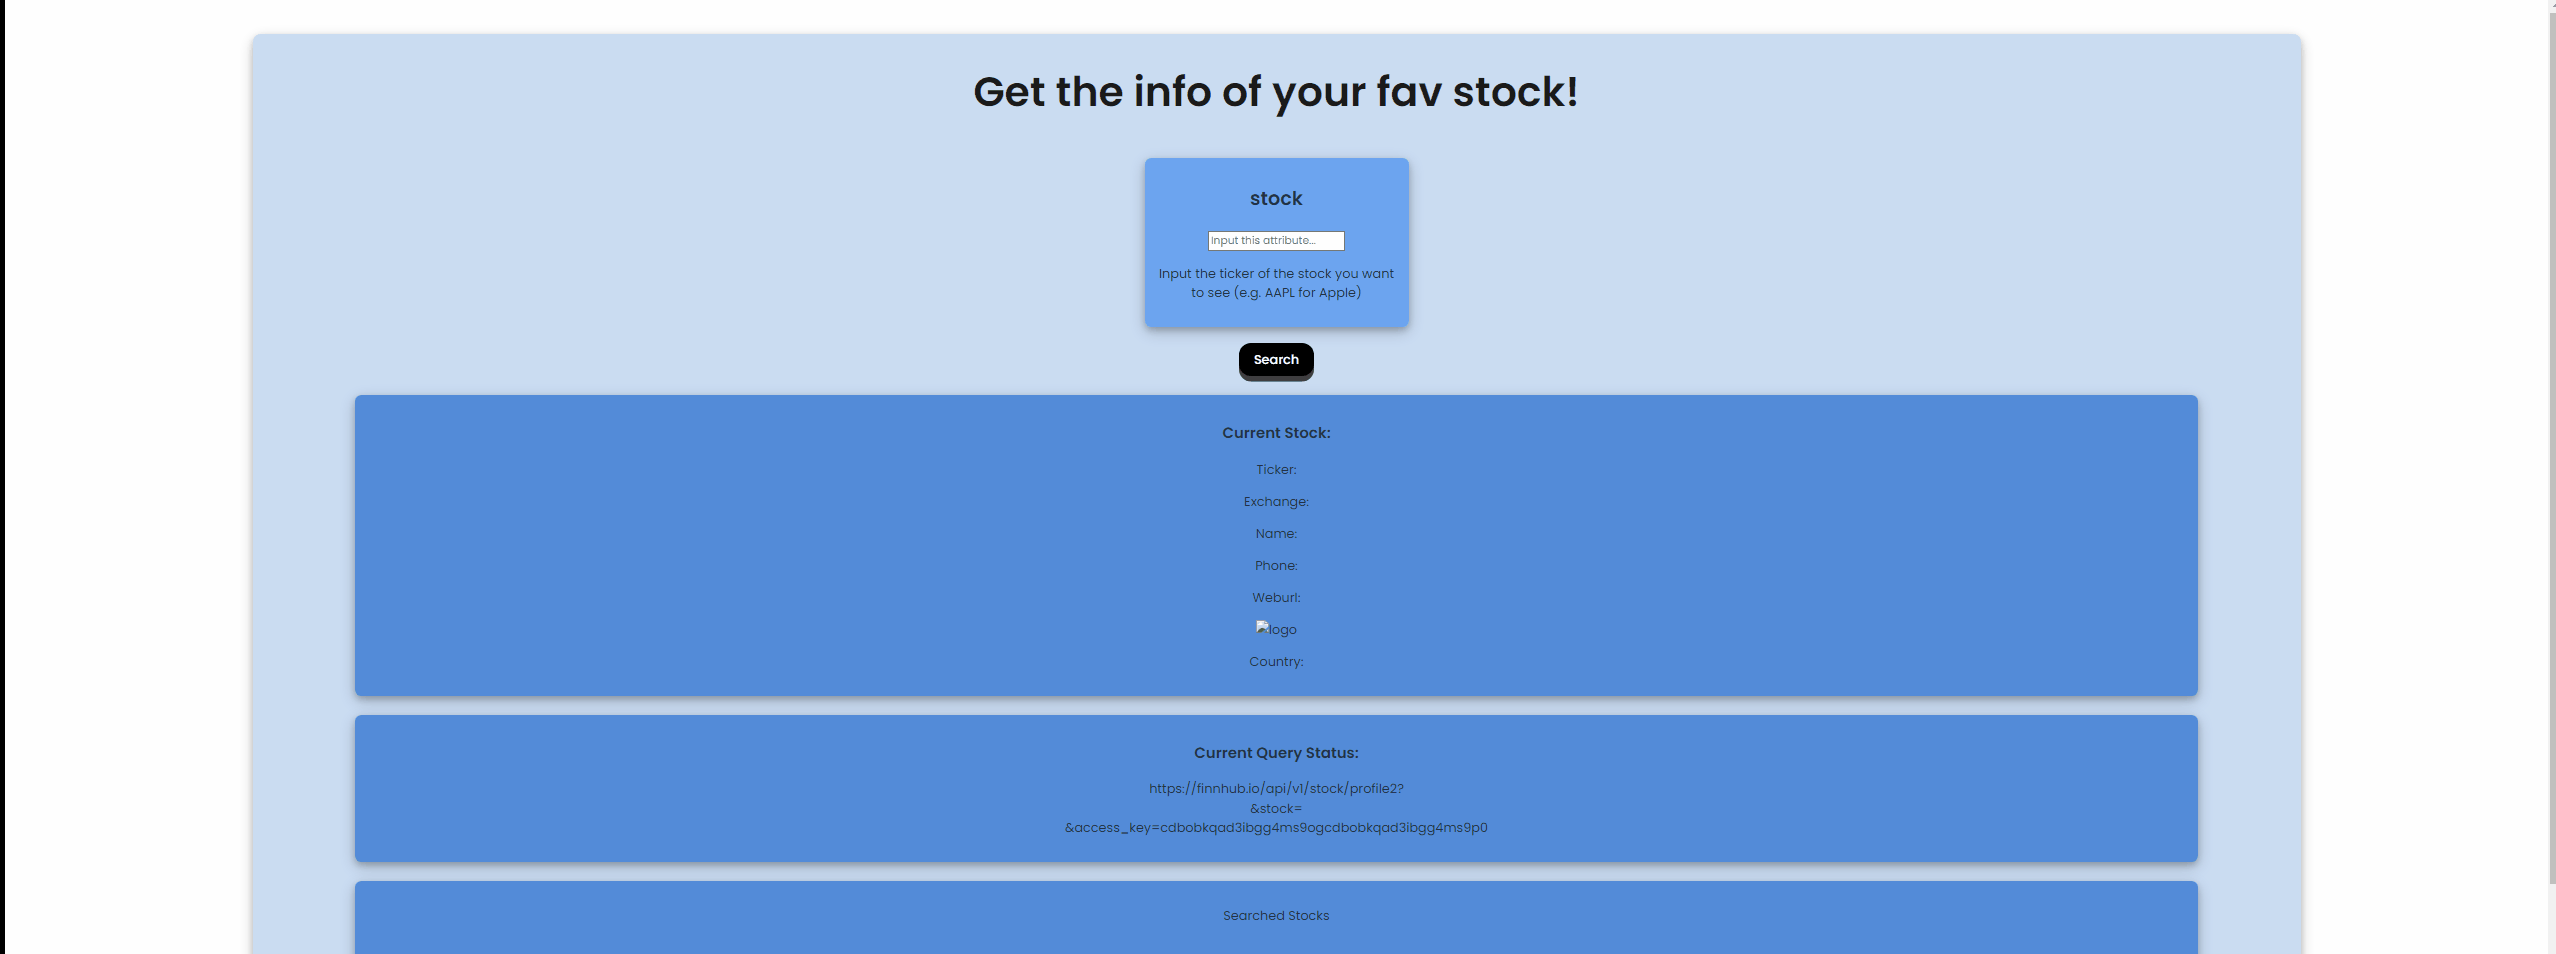 Get the info of your fav stock!
stock
Input this attribute...
Input the ticker of the stock you want
to see (e.g. AAPL for Apple)
Search
Current Stock:
Ticker:
Exchange:
Name:
Phone:
Weburl:
logo
Country:
Current Query Status:
https://finnhub.io/api/v1/stock/profile2?
&stock=
&access_key=cdbobkqad3ibgg4ms9ogcdbobkqad3ibgg4ms9p0
Searched Stocks